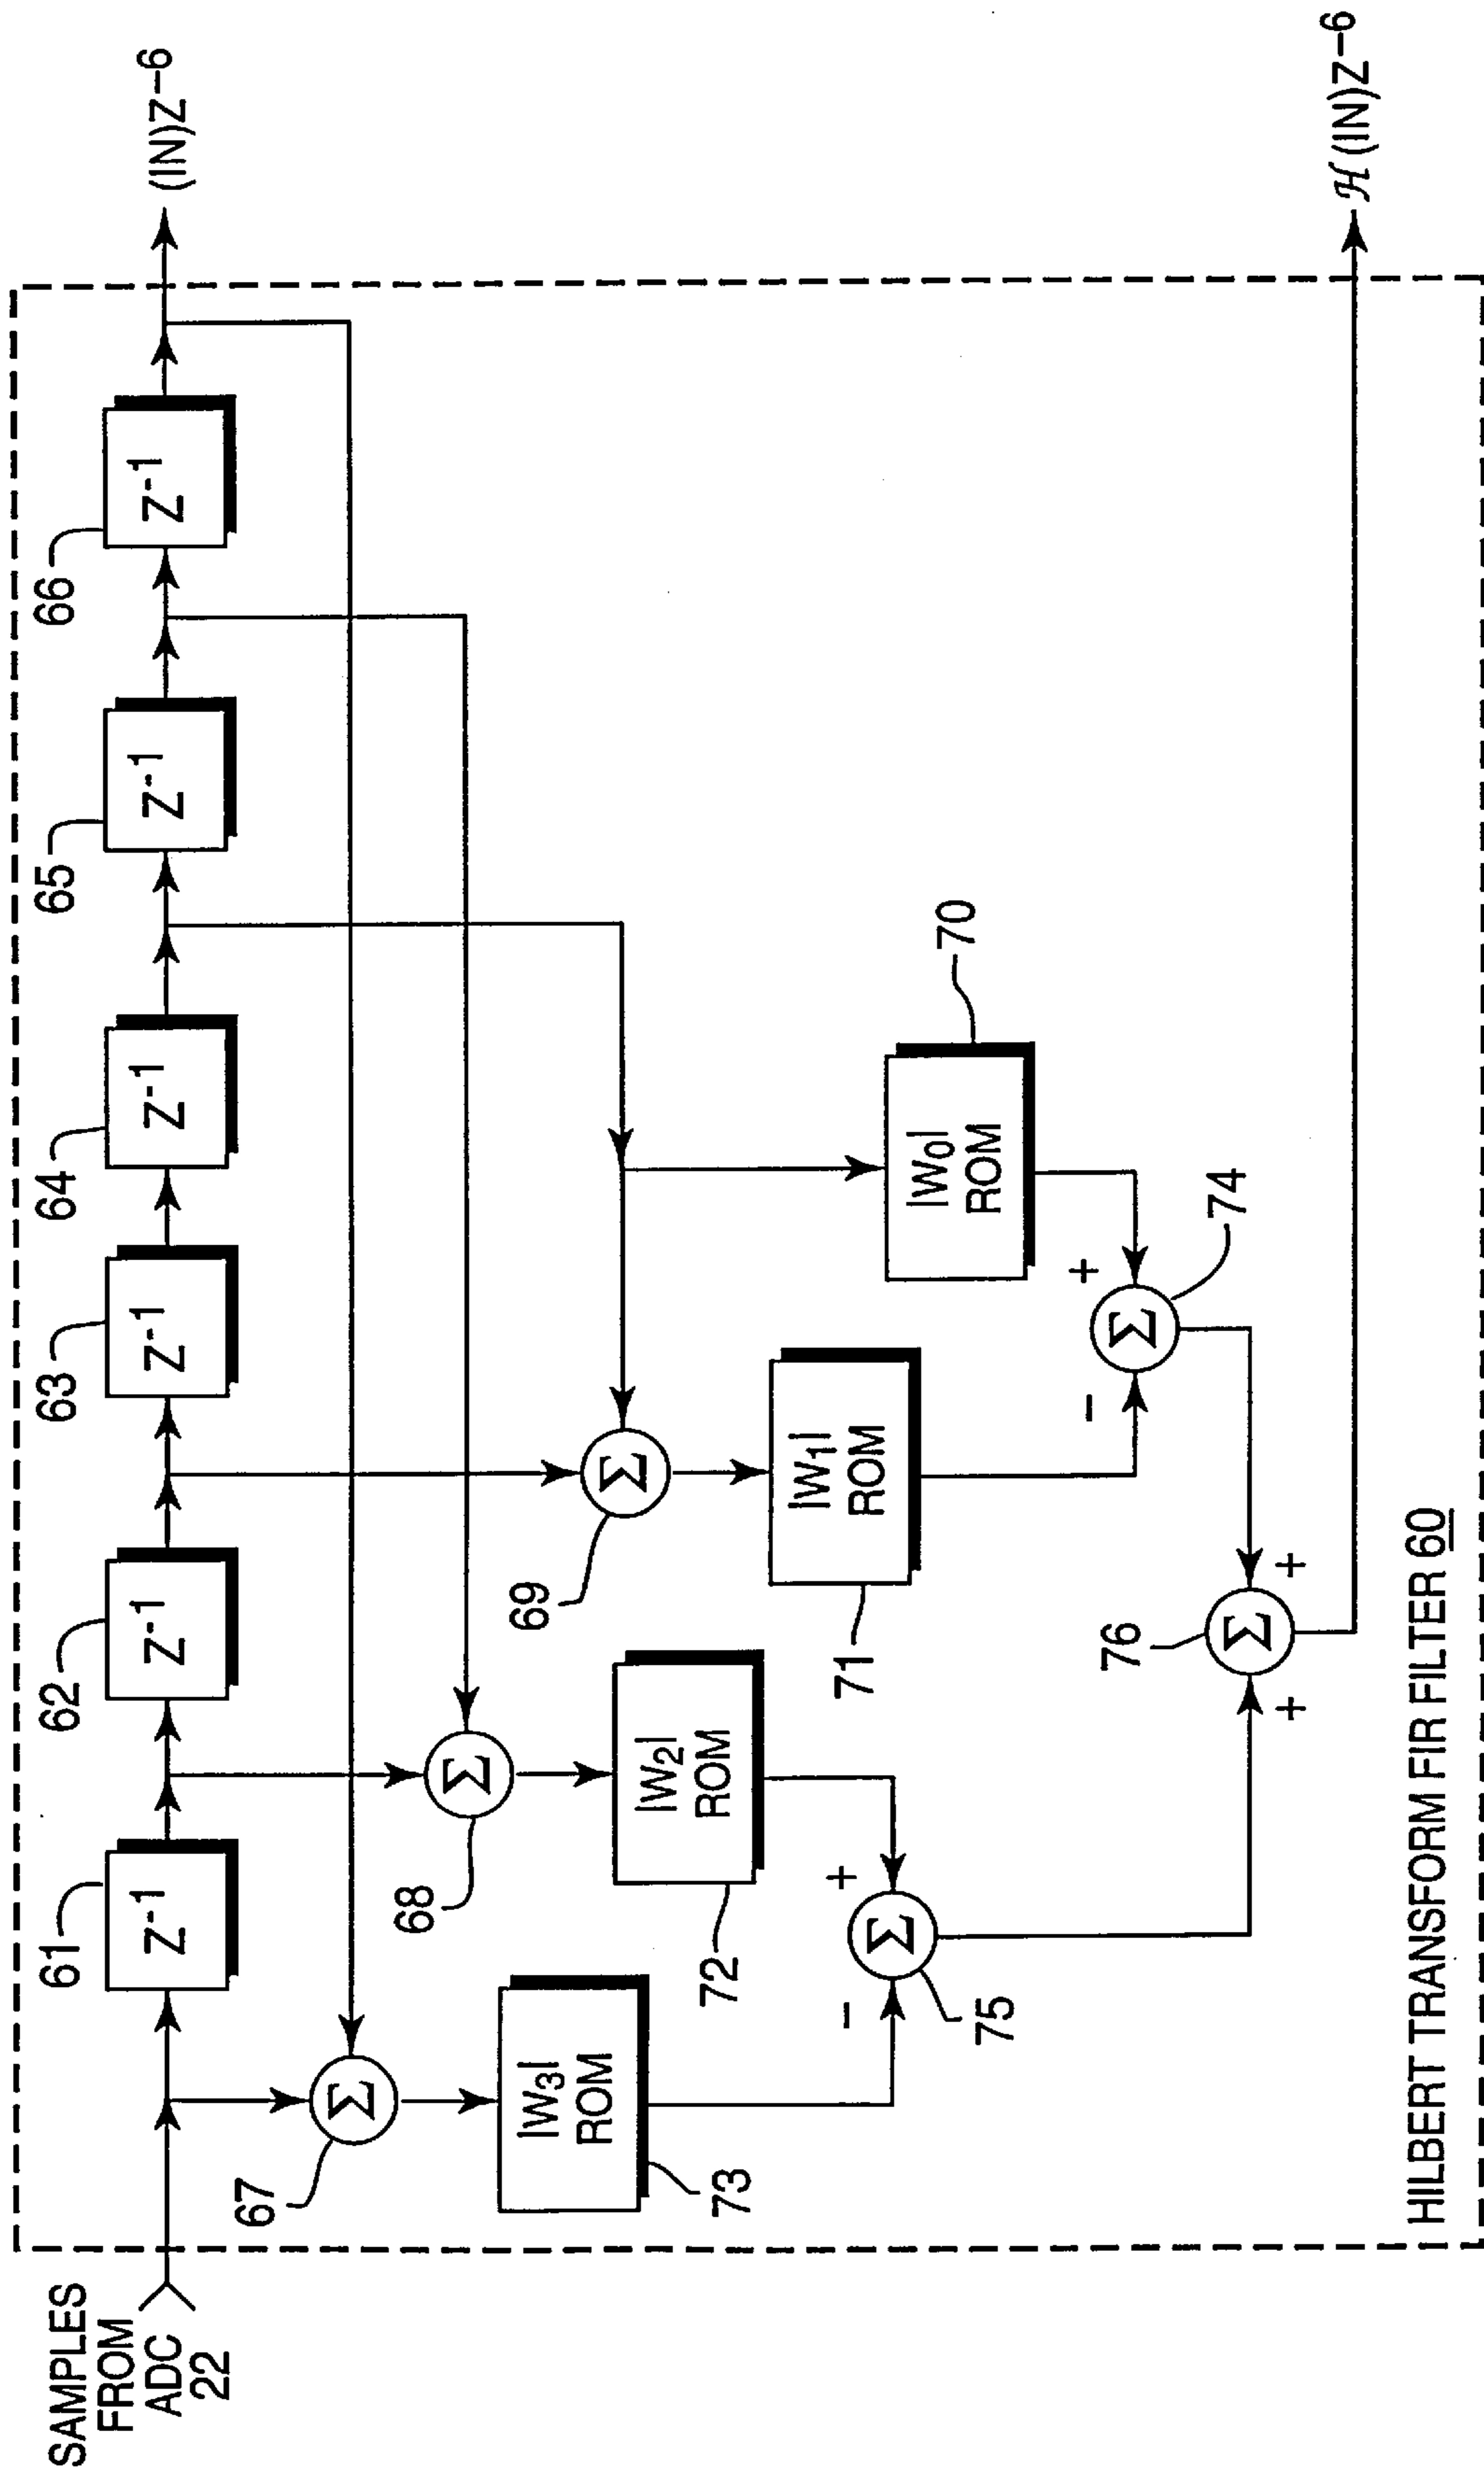 SAMPLES
FROM
ADC
22
61
Z-1
62
Z-1
63
Z-1
64
Z-1
65
Z-1
66
Z-1
(IN)Z-6
67
Σ
68
Σ
69
Σ
|W3|
ROM
73
|W2|
ROM
72
|W1|
ROM
71
|W0|
ROM
70
-
+
Σ
75
-
+
Σ
74
+
+
Σ
76
ℋ(IN)Z-6
HILBERT TRANSFORM FIR FILTER 60